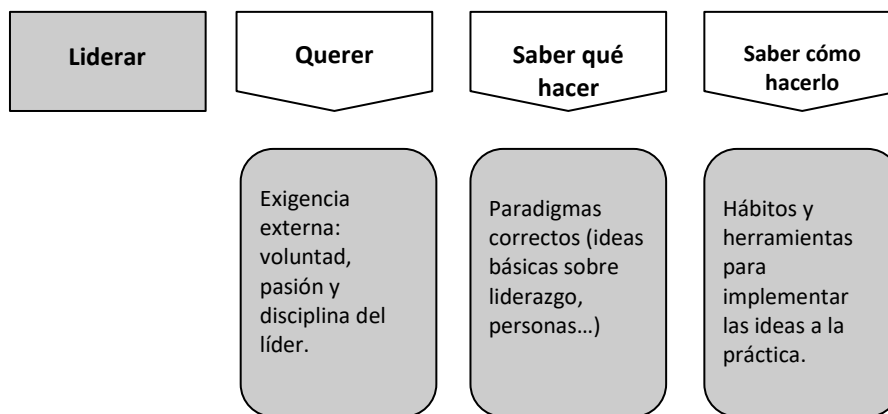 Liderar
Querer
Saber qué
hacer
Saber cómo
hacerlo
Exigencia
externa:
voluntad,
pasión y
disciplina del
líder.
Paradigmas
correctos (ideas
básicas sobre
liderazgo,
personas…)
Hábitos y
herramientas
para
implementar
las ideas a la
práctica.